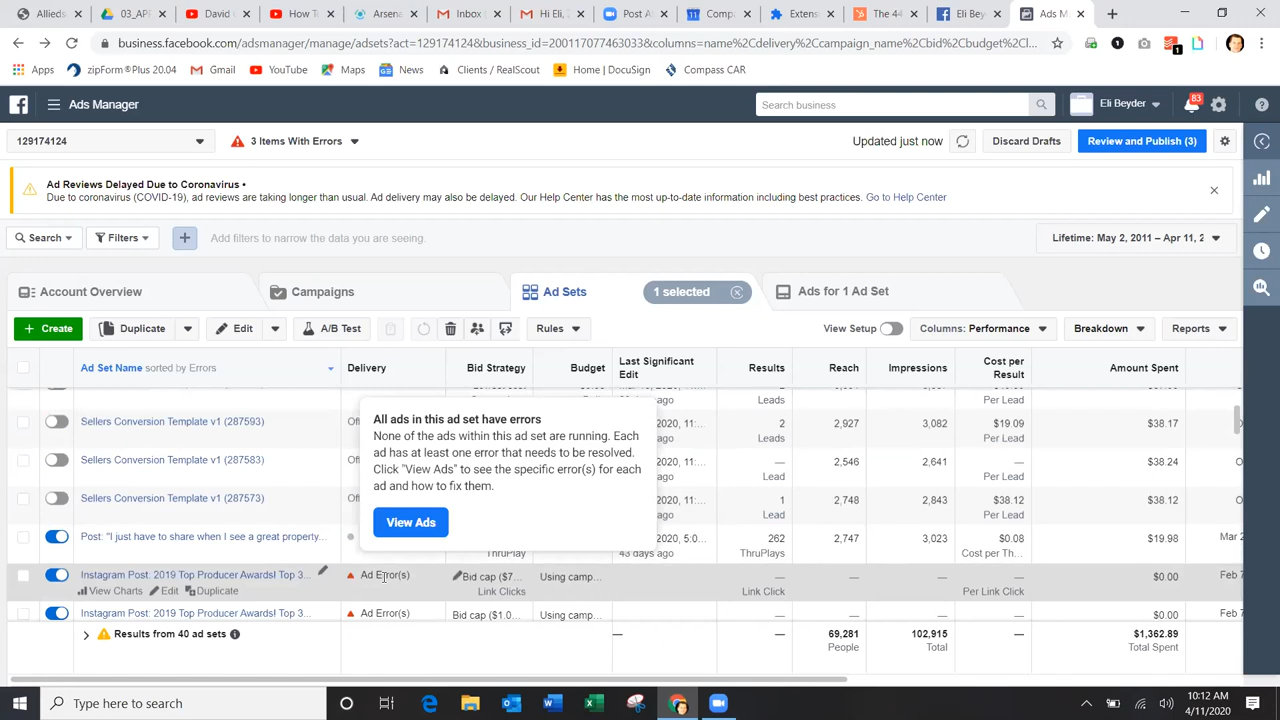 Allieds
03_APF
David U
How To
Arsena
Inbox
Hi Eli,
Post A
Compa
Extens
The 44
Eli Bey
Ads M
business.facebook.com/adsmanager/manage/adsets?act=129174124&business_id=200117077463033&columns=name%2Cdelivery%2Ccampaign_name%2Cbid%2Cbudget%2Cl...
Apps
zipForm®Plus 20.04
Gmail
YouTube
Maps
News
Clients / RealScout
Home | DocuSign
Compass CAR
Ads Manager
Search business
Eli Beyder
83
129174124
3 Items With Errors
Updated just now
Discard Drafts
Review and Publish (3)
Ad Reviews Delayed Due to Coronavirus •
Due to coronavirus (COVID-19), ad reviews are taking longer than usual. Ad delivery may also be delayed. Our Help Center has the most up-to-date information including best practices. Go to Help Center
Search
Filters
Add filters to narrow the data you are seeing.
Lifetime: May 2, 2011 – Apr 11, 2
Account Overview
Campaigns
Ad Sets
1 selected
Ads for 1 Ad Set
+ Create
Duplicate
Edit
A/B Test
Rules
View Setup
Columns: Performance
Breakdown
Reports
Ad Set Name sorted by Errors
Delivery
Bid Strategy
Budget
Last Significant Edit
Results
Reach
Impressions
Cost per Result
Amount Spent
Leads
Per Lead
Sellers Conversion Template v1 (287593)
2020, 11:...
2
2,927
3,082
$19.09
$38.17
ago
Leads
Per Lead
Sellers Conversion Template v1 (287583)
2020, 11:...
—
2,546
2,641
—
$38.24
ago
Lead
Per Lead
Sellers Conversion Template v1 (287573)
2020, 11:...
1
2,748
2,843
$38.12
$38.12
ago
Lead
Per Lead
Post: "I just have to share when I see a great property...
2020, 5:0...
262
2,747
3,023
$0.08
$19.98
Mar 2
ThruPlay
43 days ago
ThruPlays
Cost per Th...
All ads in this ad set have errors
None of the ads within this ad set are running. Each
ad has at least one error that needs to be resolved.
Click "View Ads" to see the specific error(s) for each
ad and how to fix them.
View Ads
Instagram Post: 2019 Top Producer Awards! Top 3...
Ad Error(s)
Bid cap ($7...
Using camp...
—
—
—
—
$0.00
Feb 7
View Charts
Edit
Duplicate
Link Clicks
Link Click
Per Link Click
Instagram Post: 2019 Top Producer Awards! Top 3...
Ad Error(s)
Bid cap ($1.0...
Using camp...
—
—
—
—
$0.00
Feb 7
Results from 40 ad sets
—
—
69,281
102,915
—
$1,362.89
People
Total
Total Spent
Type here to search
10:12 AM
4/11/2020